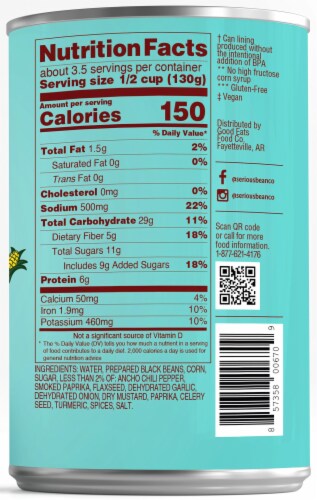 Nutrition Facts
about 3.5 servings per container
Serving size 1/2 cup (130g)
Amount per serving
Calories 150
% Daily Value*
Total Fat 1.5g 2%
Saturated Fat 0g 0%
Trans Fat 0g
Cholesterol 0mg 0%
Sodium 500mg 22%
Total Carbohydrate 29g 11%
Dietary Fiber 5g 18%
Total Sugars 11g
Includes 9g Added Sugars 18%
Protein 6g
Calcium 50mg 4%
Iron 1.9mg 10%
Potassium 460mg 10%
Not a significant source of Vitamin D
* The % Daily Value (DV) tells you how much a nutrient in a serving
of food contributes to a daily diet. 2,000 calories a day is used for
general nutrition advice
INGREDIENTS: WATER, PREPARED BLACK BEANS, CORN,
SUGAR, LESS THAN 2% OF: ANCHO CHILI PEPPER,
SMOKED PAPRIKA, FLAXSEED, DEHYDRATED GARLIC,
DEHYDRATED ONION, DRY MUSTARD, PAPRIKA, CELERY
SEED, TURMERIC, SPICES, SALT.
† Can lining
produced without
the intentional
addition of BPA
** No high fructose
corn syrup
*** Gluten-Free
‡ Vegan
Distributed by
Good Eats
Food Co.
Fayetteville, AR
@seriousbeanco
@seriousbeanco
Scan QR code
or call for more
food information.
1-877-621-4176
8 57358 00670 9